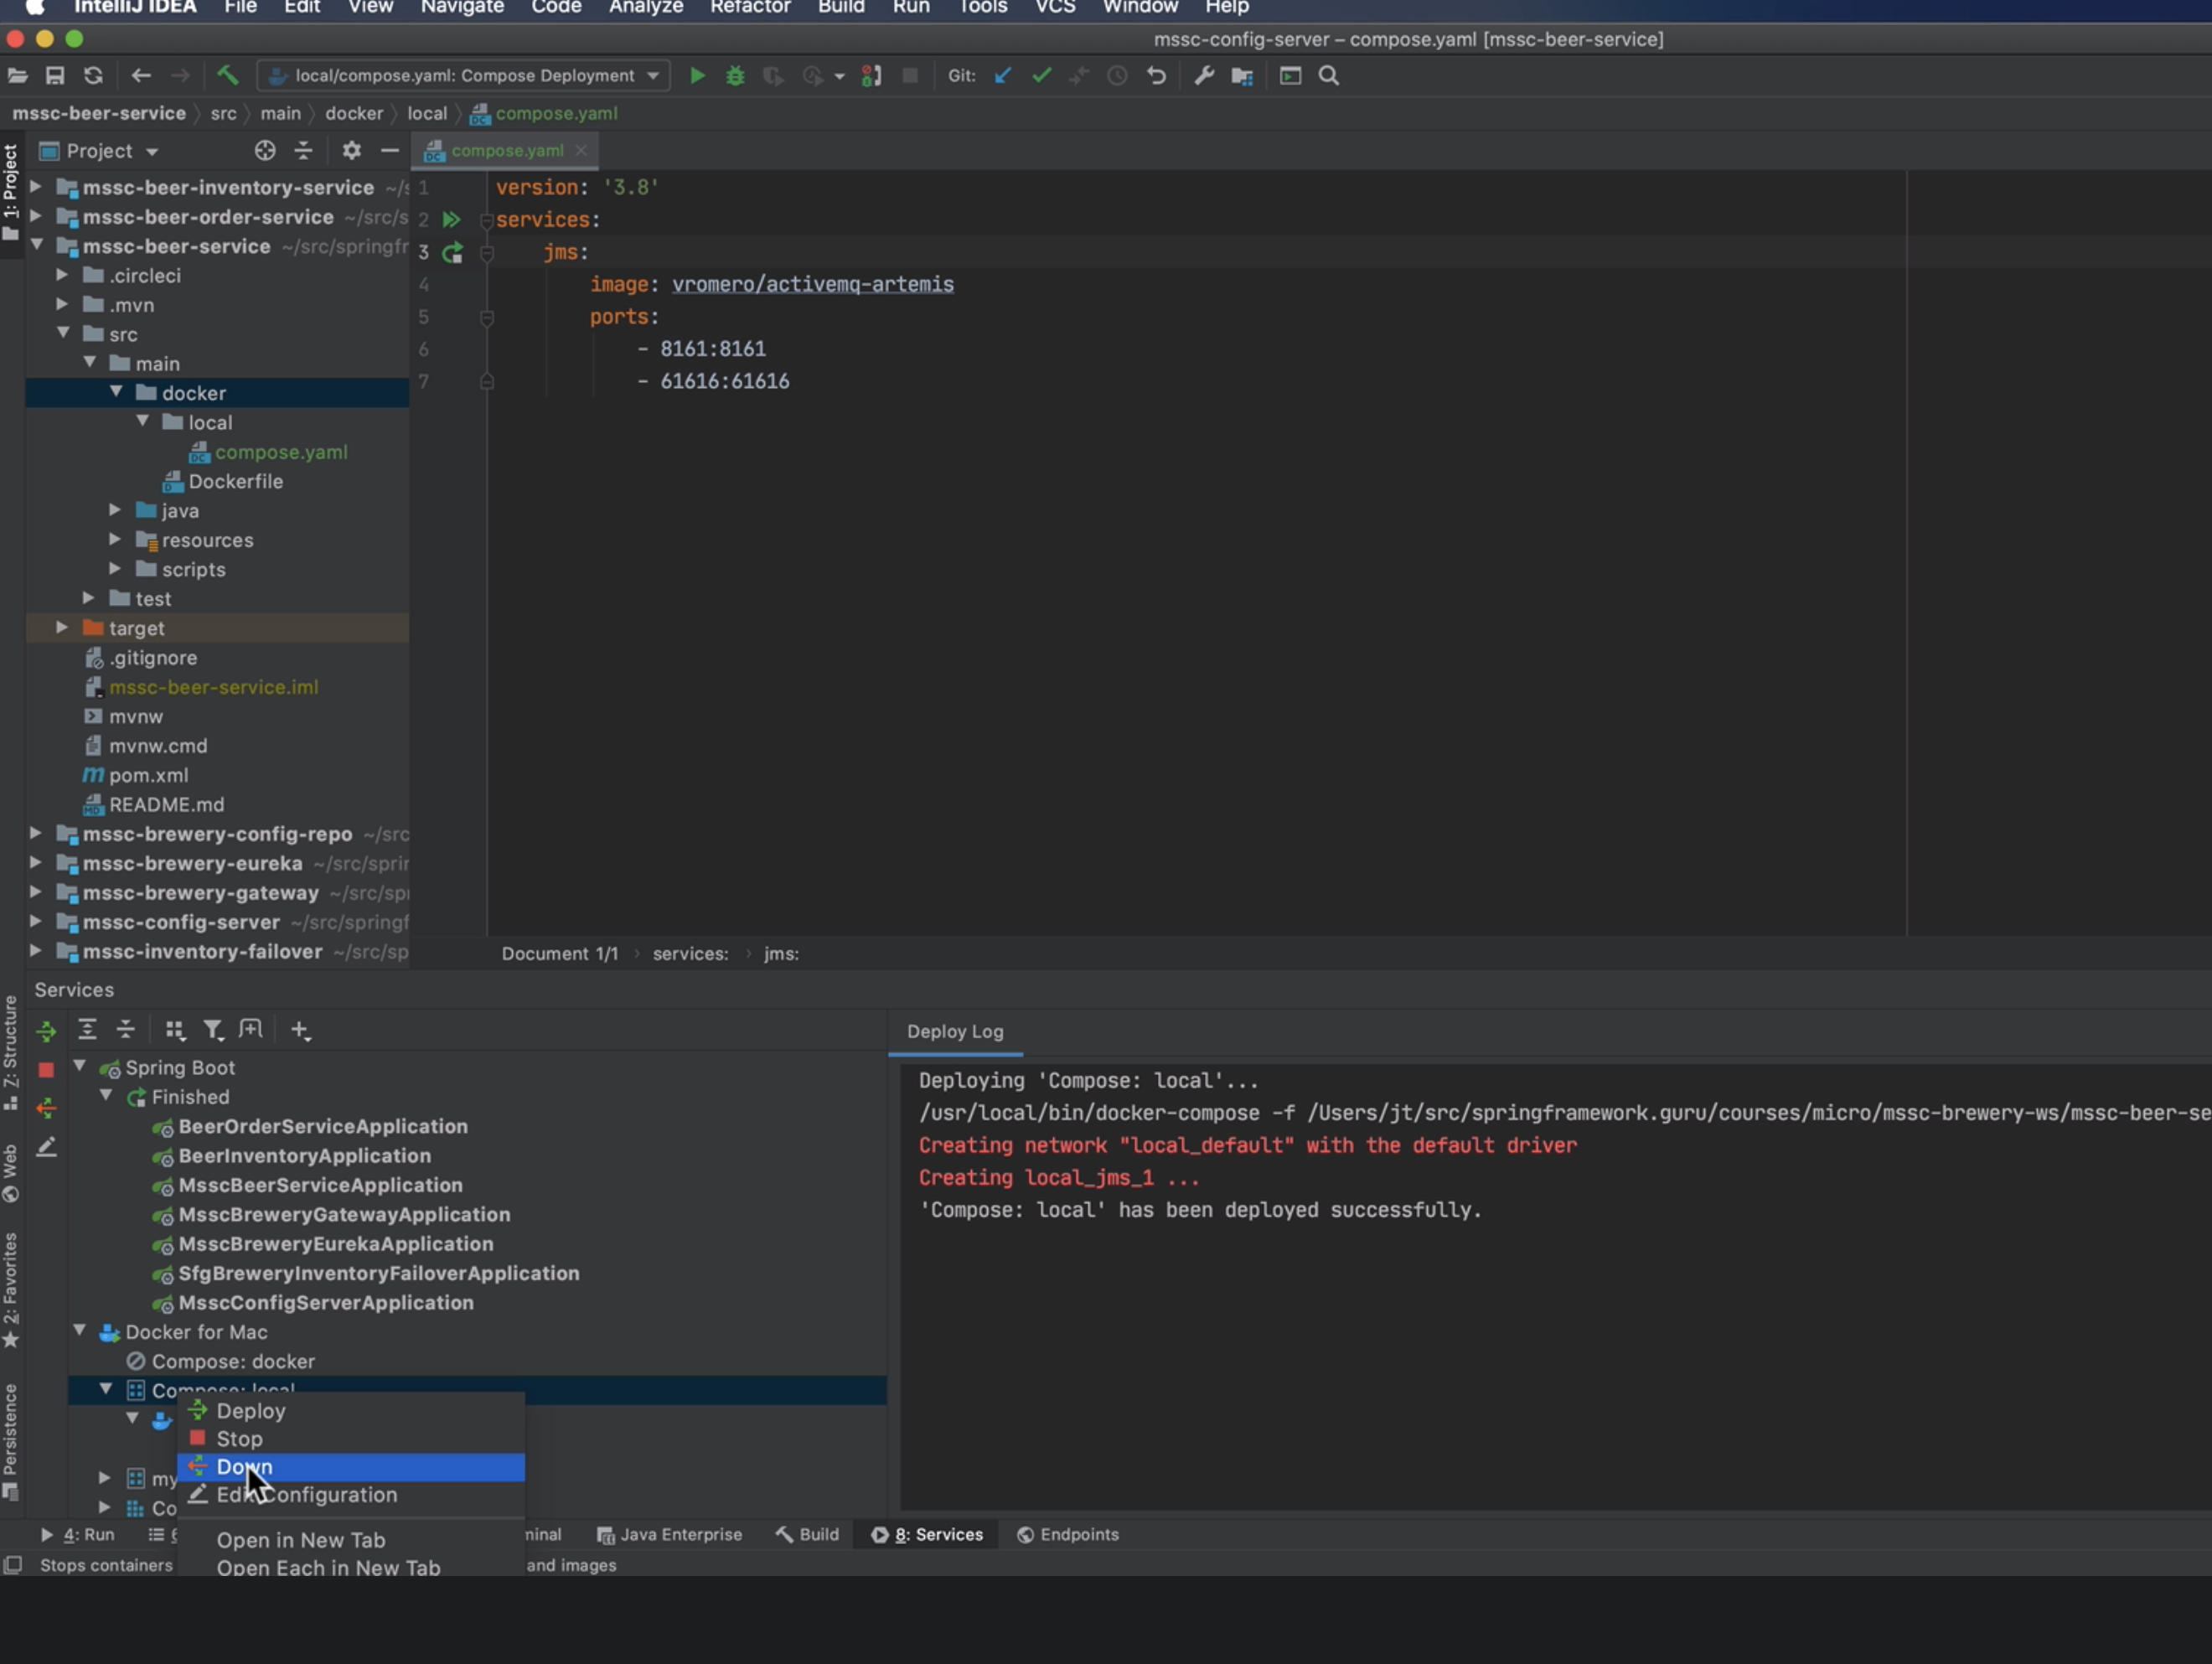 IntelliJ IDEA File Edit View Navigate Code Analyze Refactor Build Run Tools VCS Window Help
mssc-config-server – compose.yaml [mssc-beer-service]
local/compose.yaml: Compose Deployment Git:
mssc-beer-service src main docker local compose.yaml
1: Project
Project
compose.yaml
mssc-beer-inventory-service ~/s
mssc-beer-order-service ~/src/s
mssc-beer-service ~/src/springfr
.circleci
.mvn
src
main
docker
local
compose.yaml
Dockerfile
java
resources
scripts
test
target
.gitignore
mssc-beer-service.iml
mvnw
mvnw.cmd
pom.xml
README.md
mssc-brewery-config-repo ~/src
mssc-brewery-eureka ~/src/sprin
mssc-brewery-gateway ~/src/spr
mssc-config-server ~/src/springf
mssc-inventory-failover ~/src/sp
1 version: '3.8'
2 services:
3 jms:
4 image: vromero/activemq-artemis
5 ports:
6 - 8161:8161
7 - 61616:61616
Document 1/1 › services: › jms:
Services
Z: Structure
Web
2: Favorites
Persistence
Spring Boot
Finished
BeerOrderServiceApplication
BeerInventoryApplication
MsscBeerServiceApplication
MsscBreweryGatewayApplication
MsscBreweryEurekaApplication
SfgBreweryInventoryFailoverApplication
MsscConfigServerApplication
Docker for Mac
Compose: docker
Compose: local
my
Co
Deploy
Stop
Down
Edit Configuration
Open in New Tab
Open Each in New Tab
Deploy Log
Deploying 'Compose: local'...
/usr/local/bin/docker-compose -f /Users/jt/src/springframework.guru/courses/micro/mssc-brewery-ws/mssc-beer-se
Creating network "local_default" with the default driver
Creating local_jms_1 ...
'Compose: local' has been deployed successfully.
4: Run 6 minal Java Enterprise Build 8: Services Endpoints
Stops containers and images